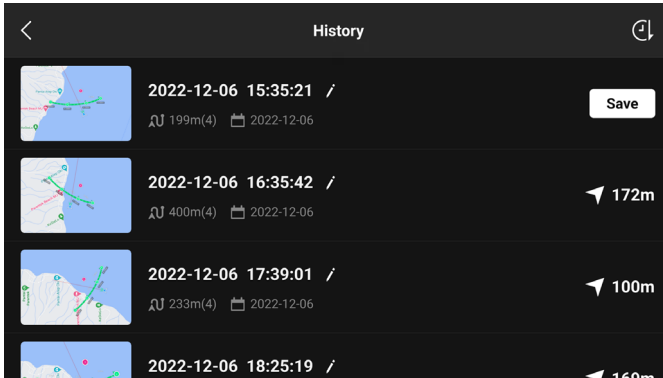 History
2022-12-06 15:35:21
199m(4) 2022-12-06
Save
2022-12-06 16:35:42
400m(4) 2022-12-06
172m
2022-12-06 17:39:01
233m(4) 2022-12-06
100m
2022-12-06 18:25:19
169m